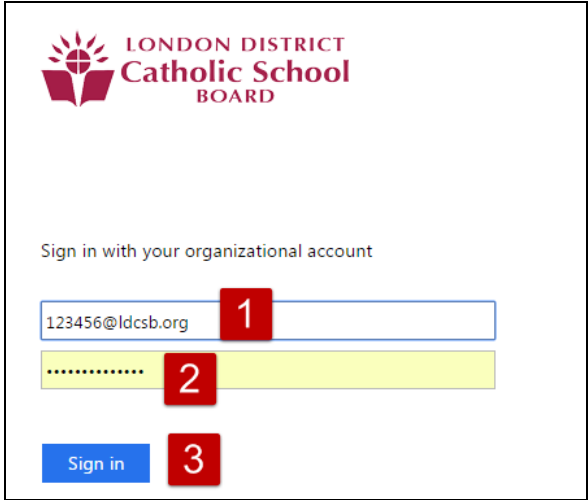 LONDON DISTRICT
Catholic School
BOARD
Sign in with your organizational account
123456@ldcsb.org 1
•••••••••••••• 2
Sign in 3